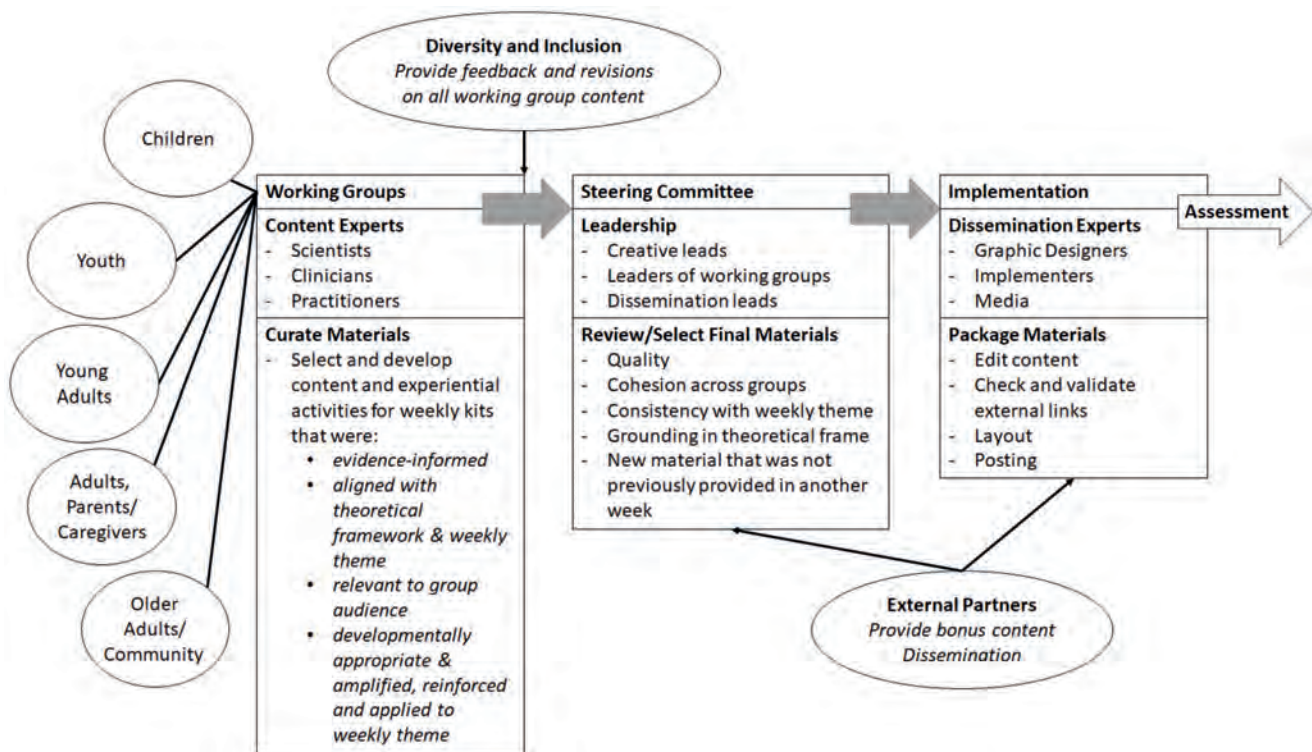 Diversity and Inclusion
Provide feedback and revisions
on all working group content
Children
Youth
Young
Adults
Adults,
Parents/
Caregivers
Older
Adults/
Community
Working Groups
Content Experts
- Scientists
- Clinicians
- Practitioners
Curate Materials
- Select and develop
content and experiential
activities for weekly kits
that were:
• evidence-informed
• aligned with
theoretical
framework & weekly
theme
• relevant to group
audience
• developmentally
appropriate &
amplified, reinforced
and applied to
weekly theme
Steering Committee
Leadership
- Creative leads
- Leaders of working groups
- Dissemination leads
Review/Select Final Materials
- Quality
- Cohesion across groups
- Consistency with weekly theme
- Grounding in theoretical frame
- New material that was not
previously provided in another
week
Implementation
Dissemination Experts
- Graphic Designers
- Implementers
- Media
Package Materials
- Edit content
- Check and validate
external links
- Layout
- Posting
Assessment
External Partners
Provide bonus content
Dissemination